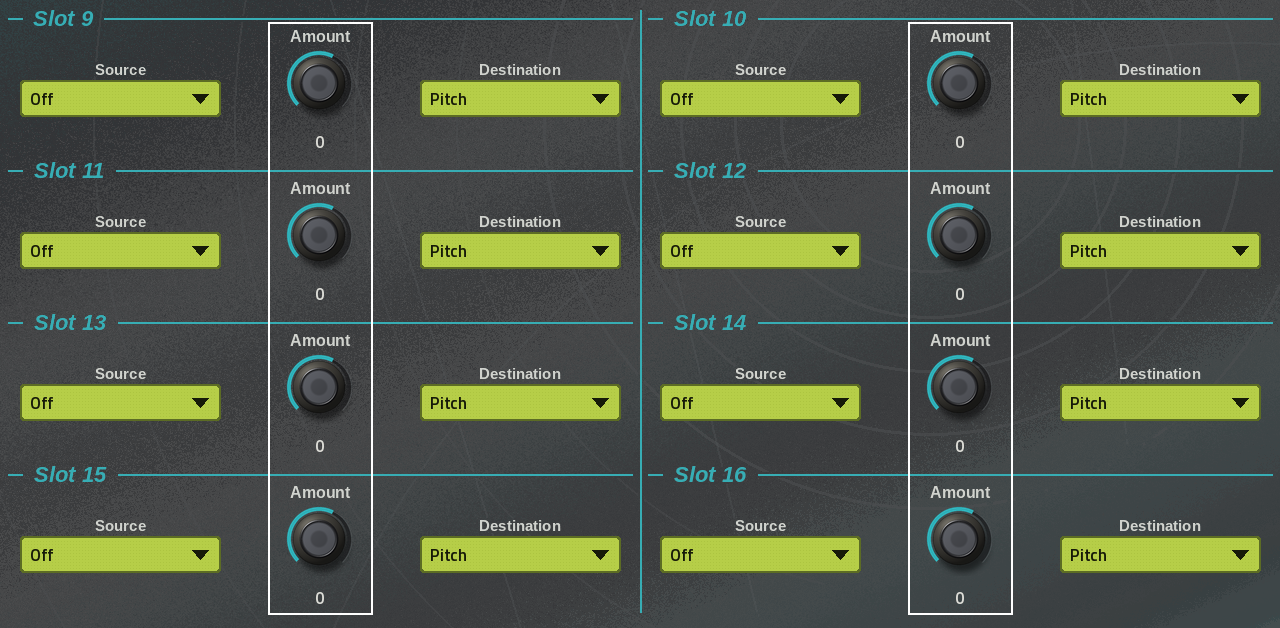 Slot 9
Amount
Source
Destination
Off
Pitch
0
Slot 10
Amount
Source
Destination
Off
Pitch
0
Slot 11
Amount
Source
Destination
Off
Pitch
0
Slot 12
Amount
Source
Destination
Off
Pitch
0
Slot 13
Amount
Source
Destination
Off
Pitch
0
Slot 14
Amount
Source
Destination
Off
Pitch
0
Slot 15
Amount
Source
Destination
Off
Pitch
0
Slot 16
Amount
Source
Destination
Off
Pitch
0